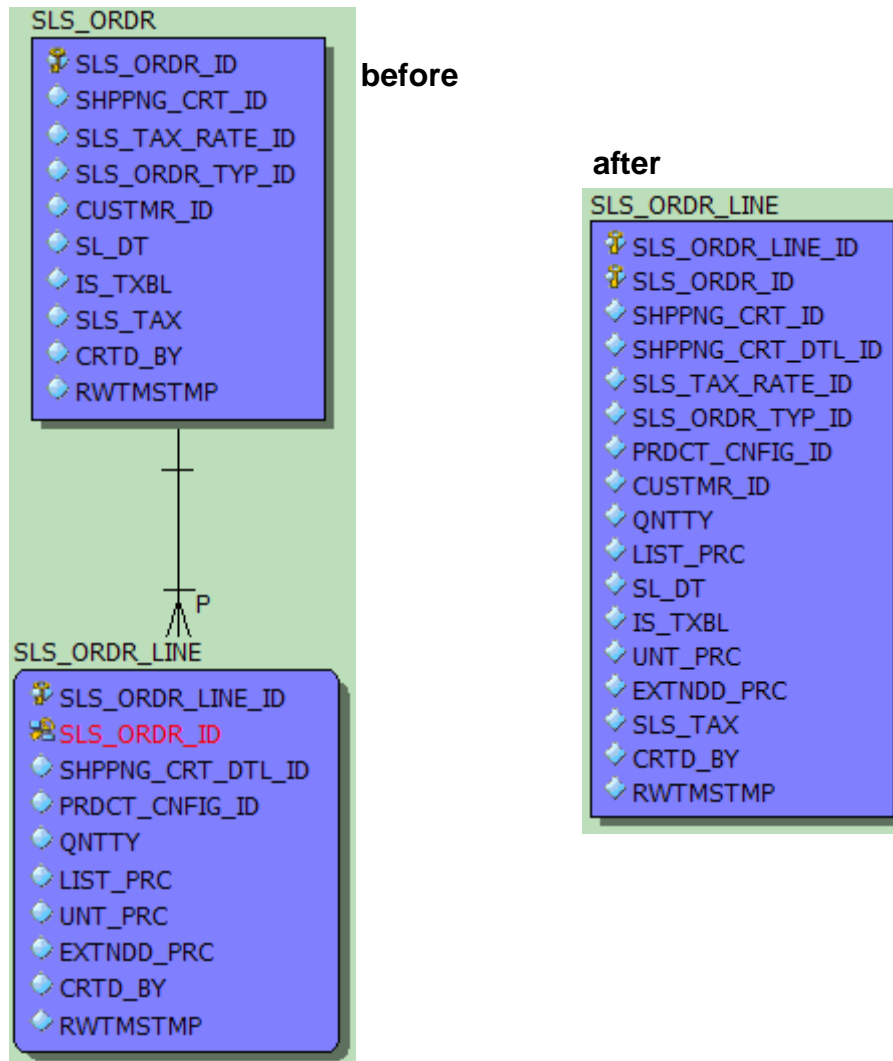 SLS_ORDR
SLS_ORDR_ID
SHPPNG_CRT_ID
SLS_TAX_RATE_ID
SLS_ORDR_TYP_ID
CUSTMR_ID
SL_DT
IS_TXBL
SLS_TAX
CRTD_BY
RWTMSTMP
before
P
SLS_ORDR_LINE
SLS_ORDR_LINE_ID
SLS_ORDR_ID
SHPPNG_CRT_DTL_ID
PRDCT_CNFIG_ID
QNTTY
LIST_PRC
UNT_PRC
EXTNDD_PRC
CRTD_BY
RWTMSTMP
after
SLS_ORDR_LINE
SLS_ORDR_LINE_ID
SLS_ORDR_ID
SHPPNG_CRT_ID
SHPPNG_CRT_DTL_ID
SLS_TAX_RATE_ID
SLS_ORDR_TYP_ID
PRDCT_CNFIG_ID
CUSTMR_ID
QNTTY
LIST_PRC
SL_DT
IS_TXBL
UNT_PRC
EXTNDD_PRC
SLS_TAX
CRTD_BY
RWTMSTMP